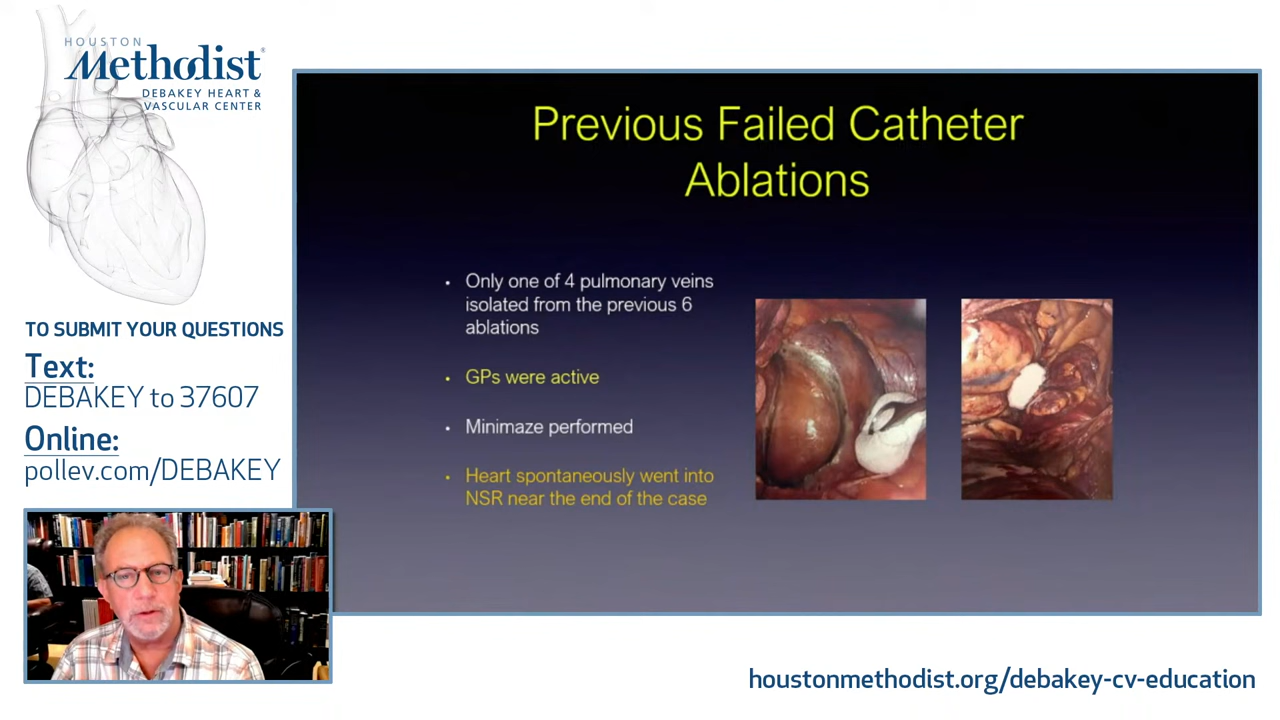 HOUSTON
Methodist®
DEBAKEY HEART &
VASCULAR CENTER
TO SUBMIT YOUR QUESTIONS
Text:
DEBAKEY to 37607
Online:
pollev.com/DEBAKEY
Previous Failed Catheter
Ablations
• Only one of 4 pulmonary veins
isolated from the previous 6
ablations
• GPs were active
• Minimaze performed
• Heart spontaneously went into
NSR near the end of the case
houstonmethodist.org/debakey-cv-education